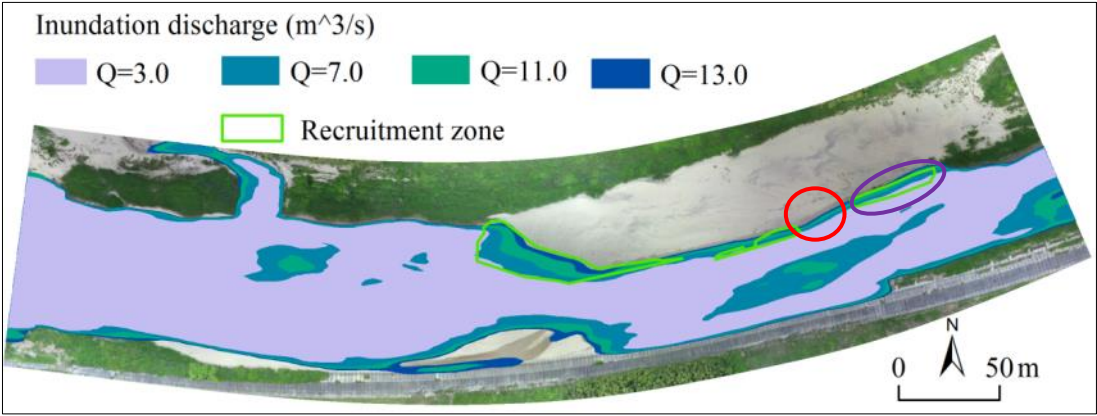 Inundation discharge (m^3/s)
Q=3.0 Q=7.0 Q=11.0 Q=13.0
Recruitment zone
N
0 50 m